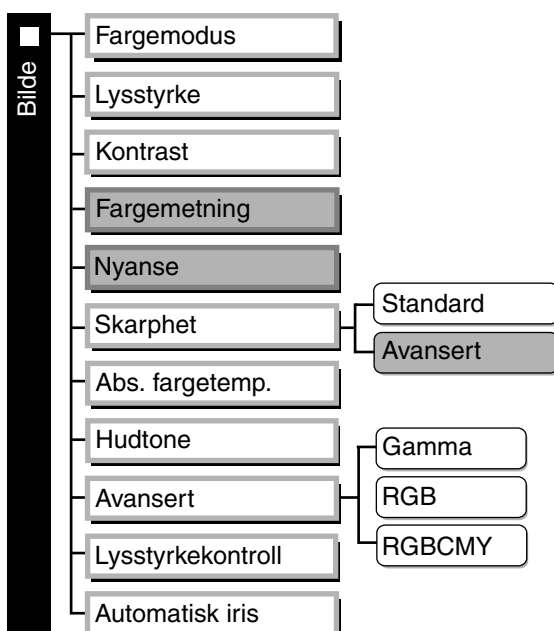 Bilde
Fargemodus
Lysstyrke
Kontrast
Fargemetning
Nyanse
Skarphet
Standard
Avansert
Abs. fargetemp.
Hudtone
Avansert
Gamma
RGB
RGBCMY
Lysstyrkekontroll
Automatisk iris